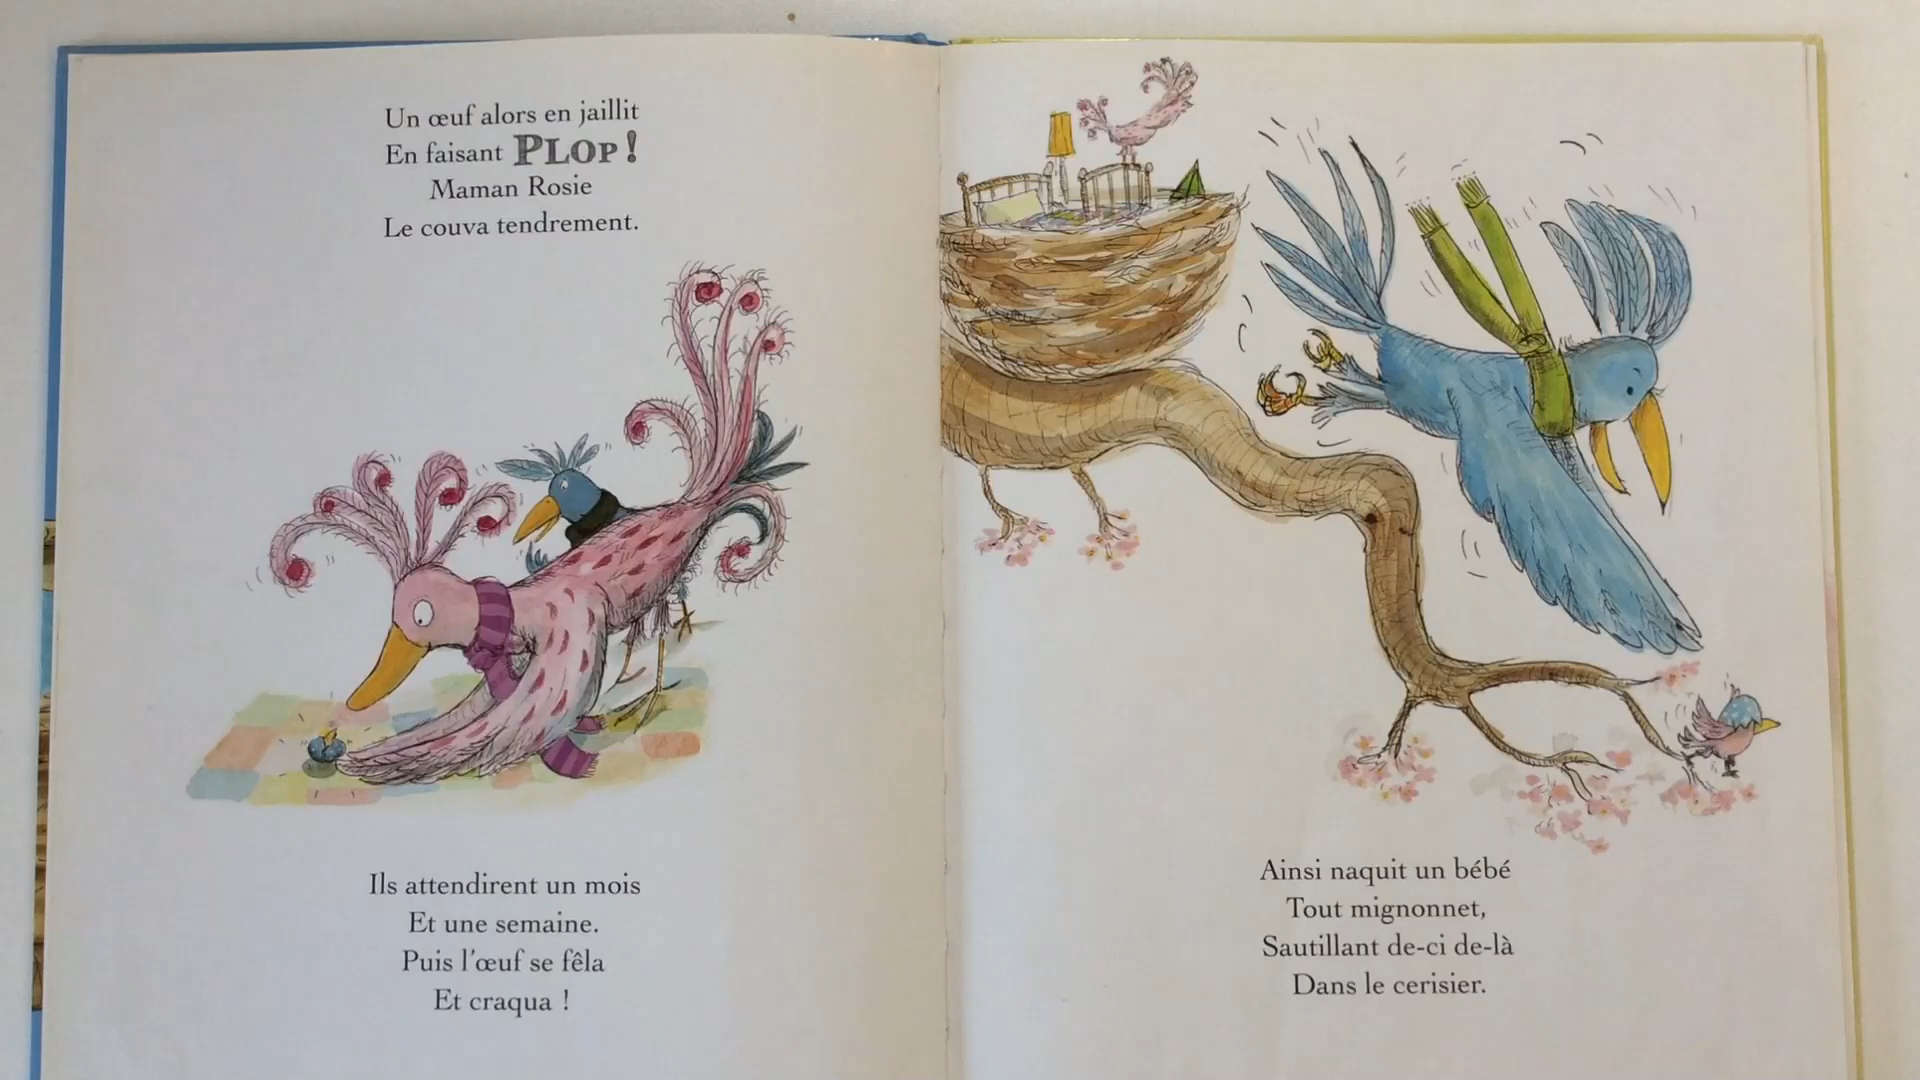 Un œuf alors en jaillit
En faisant PLOP !
Maman Rosie
Le couva tendrement.
Ils attendirent un mois
Et une semaine.
Puis l'œuf se fêla
Et craqua !
Ainsi naquit un bébé
Tout mignonnet,
Sautillant de-ci de-là
Dans le cerisier.